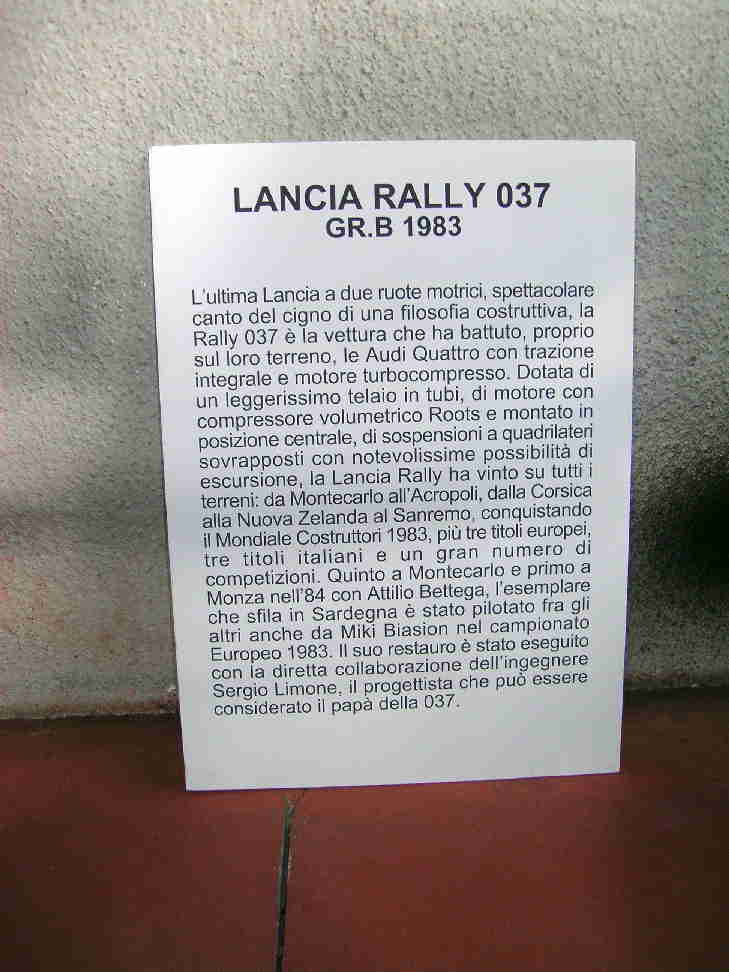 LANCIA RALLY 037
GR.B 1983
L'ultima Lancia a due ruote motrici, spettacolare
canto del cigno di una filosofia costruttiva, la
Rally 037 è la vettura che ha battuto, proprio
sul loro terreno, le Audi Quattro con trazione
integrale e motore turbocompresso. Dotata di
un leggerissimo telaio in tubi, di motore con
compressore volumetrico Roots e montato in
posizione centrale, di sospensioni a quadrilateri
sovrapposti con notevolissime possibilità di
escursione, la Lancia Rally ha vinto su tutti i
terreni: da Montecarlo all'Acropoli, dalla Corsica
alla Nuova Zelanda al Sanremo, conquistando
il Mondiale Costruttori 1983, più tre titoli europei,
tre titoli italiani e un gran numero di
competizioni. Quinto a Montecarlo e primo a
Monza nell'84 con Attilio Bettega, l'esemplare
che sfila in Sardegna è stato pilotato fra gli
altri anche da Miki Biasion nel campionato
Europeo 1983. Il suo restauro è stato eseguito
con la diretta collaborazione dell'ingegnere
Sergio Limone, il progettista che può essere
considerato il papà della 037.